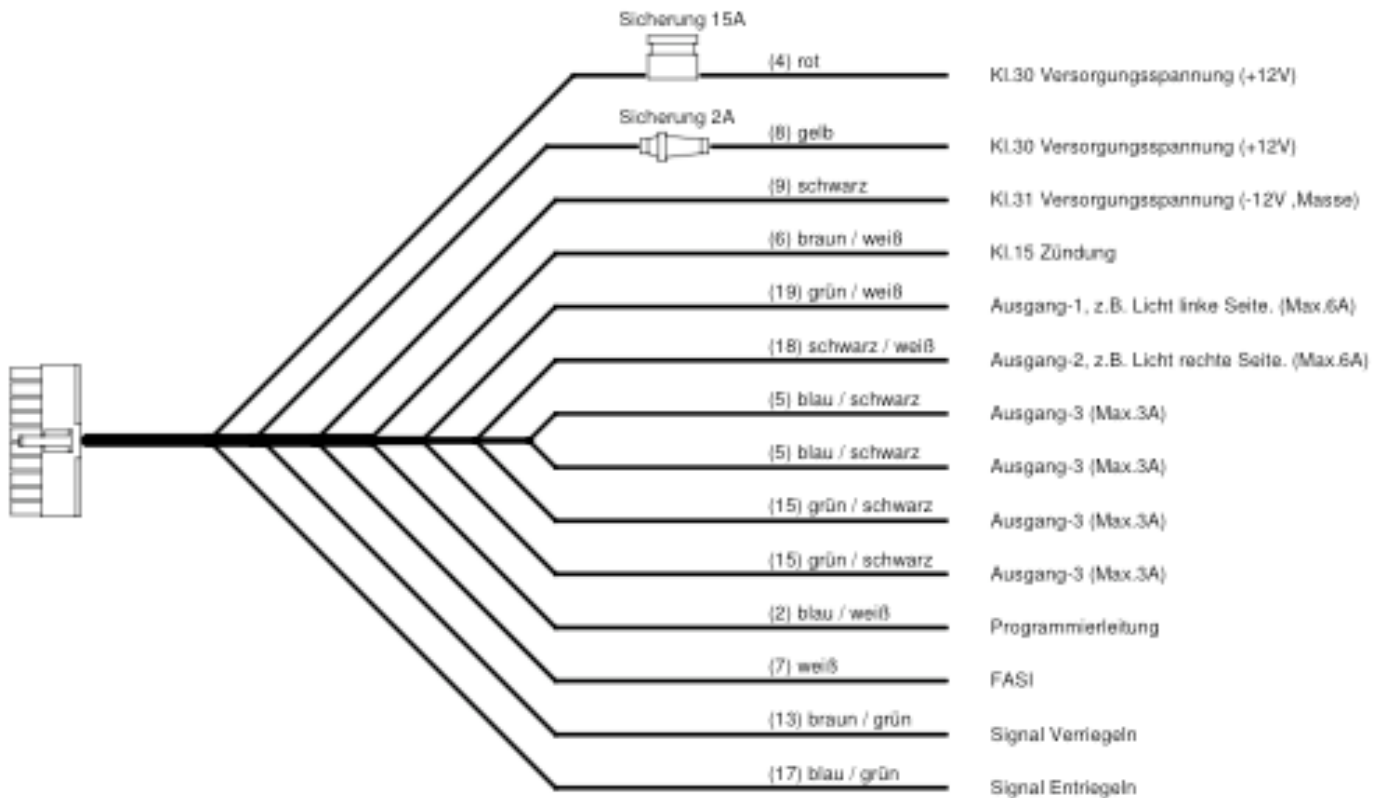 Sicherung 15A
(4) rot
Kl.30 Versorgungsspannung (+12V)
Sicherung 2A
(8) gelb
Kl.30 Versorgungsspannung (+12V)
(9) schwarz
Kl.31 Versorgungsspannung (-12V ,Masse)
(6) braun / weiß
Kl.15 Zündung
(19) grün / weiß
Ausgang-1, z.B. Licht linke Seite. (Max.6A)
(18) schwarz / weiß
Ausgang-2, z.B. Licht rechte Seite. (Max.6A)
(5) blau / schwarz
Ausgang-3 (Max.3A)
(5) blau / schwarz
Ausgang-3 (Max.3A)
(15) grün / schwarz
Ausgang-3 (Max.3A)
(15) grün / schwarz
Ausgang-3 (Max.3A)
(2) blau / weiß
Programmierleitung
(7) weiß
FASI
(13) braun / grün
Signal Verriegeln
(17) blau / grün
Signal Entriegeln